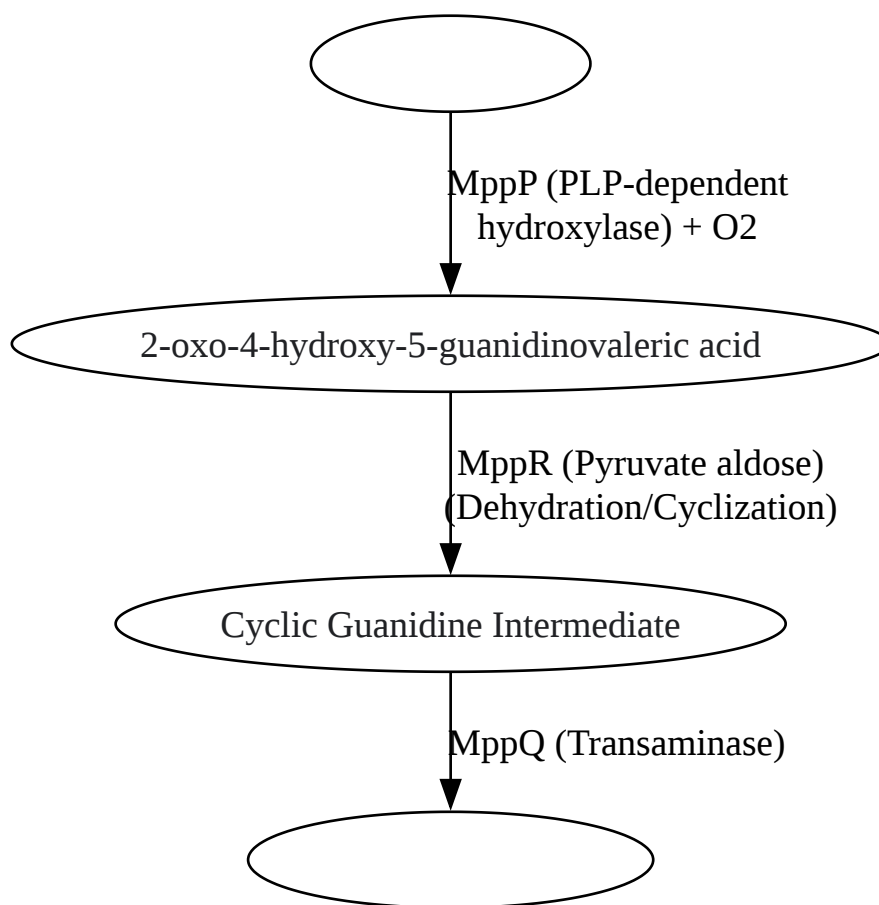 MppP (PLP-dependent
hydroxylase) + O2
2-oxo-4-hydroxy-5-guanidinovaleric acid
MppR (Pyruvate aldose)
(Dehydration/Cyclization)
Cyclic Guanidine Intermediate
MppQ (Transaminase)